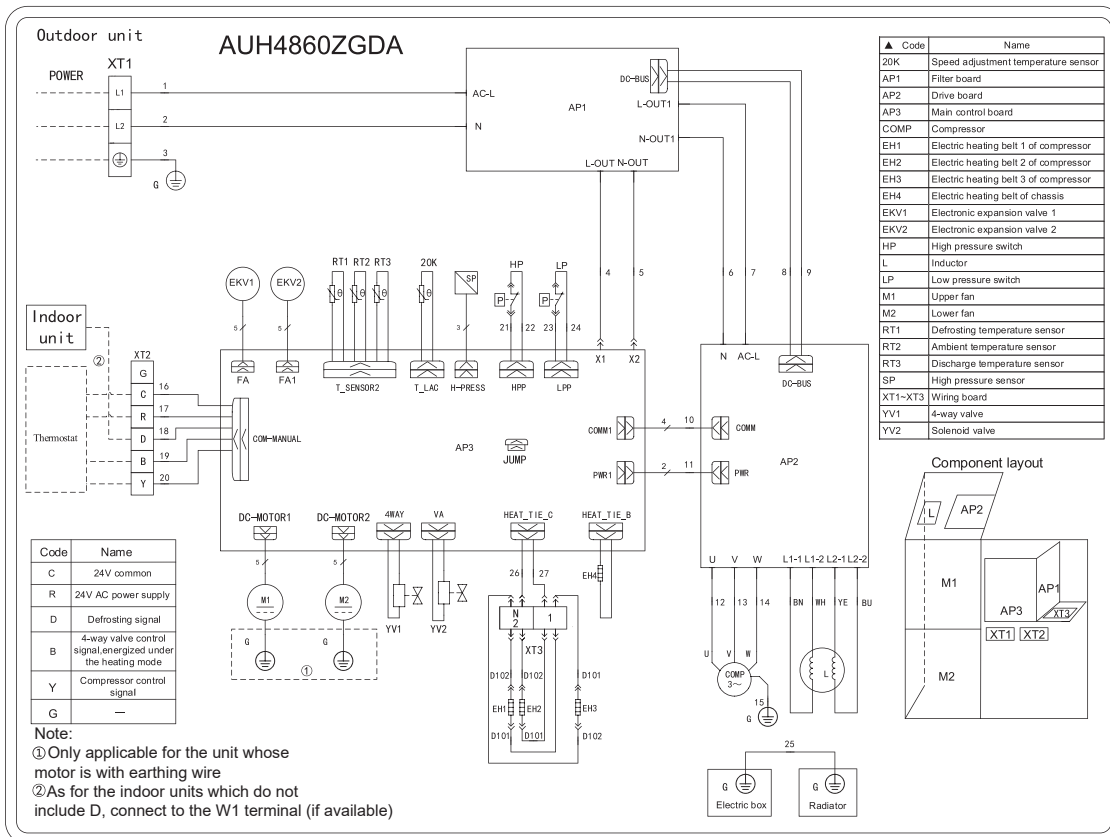 Outdoor unit
AUH4860ZGDA
XT1
POWER
L1
1
L2
2
3
G
AC-L
N
AP1
DC-BUS
L-OUT1
N-OUT1
L-OUT N-OUT
4
5
6
7
8
9
▲ Code Name
20K Speed adjustment temperature sensor
AP1 Filter board
AP2 Drive board
AP3 Main control board
COMP Compressor
EH1 Electric heating belt 1 of compressor
EH2 Electric heating belt 2 of compressor
EH3 Electric heating belt 3 of compressor
EH4 Electric heating belt of chassis
EKV1 Electronic expansion valve 1
EKV2 Electronic expansion valve 2
HP High pressure switch
L Inductor
LP Low pressure switch
M1 Upper fan
M2 Lower fan
RT1 Defrosting temperature sensor
RT2 Ambient temperature sensor
RT3 Discharge temperature sensor
SP High pressure sensor
XT1~XT3 Wiring board
YV1 4-way valve
YV2 Solenoid valve
EKV1
EKV2
RT1 RT2 RT3
θ θ θ
20K
θ
SP
HP
LP
P
P
5
5
3
21 22
23 24
FA
FA1
T_SENSOR2
T_LAC
H-PRESS
HPP
LPP
X1
X2
Indoor
unit
②
XT2
G
C 16
R 17
D 18
B 19
Y 20
Thermostat
COM-MANUAL
AP3
JUMP
COMM1
4
10
COMM
PWR1
2
11
PWR
N AC-L
DC-BUS
AP2
DC-MOTOR1
DC-MOTOR2
4WAY
VA
HEAT_TIE_C
HEAT_TIE_B
5
5
M1
M2
G
G
①
YV1
YV2
26 27
EH4
N
2
1
XT3
D102 D102 D101
EH1 EH2 EH3
D101 D101 D102
U V W L1-1 L1-2 L2-1 L2-2
12 13 14 BN WH YE BU
U V W
COMP
3～
15
G
L
25
G
Electric box
G
Radiator
Component layout
L
AP2
M1
AP1
AP3
XT3
XT1 XT2
M2
Code Name
C 24V common
R 24V AC power supply
D Defrosting signal
B 4-way valve control
signal,energized under
the heating mode
Y Compressor control
signal
G —
Note:
①Only applicable for the unit whose
motor is with earthing wire
②As for the indoor units which do not
include D, connect to the W1 terminal (if available)